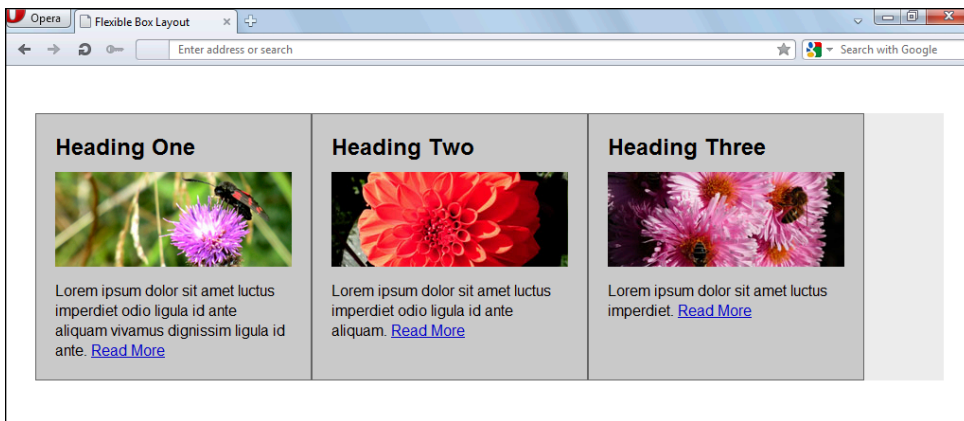 Opera
Flexible Box Layout
Enter address or search
Search with Google
Heading One
Heading Two
Heading Three
Lorem ipsum dolor sit amet luctus
imperdiet odio ligula id ante
aliquam vivamus dignissim ligula id
ante. Read More
Lorem ipsum dolor sit amet luctus
imperdiet odio ligula id ante
aliquam. Read More
Lorem ipsum dolor sit amet luctus
imperdiet. Read More